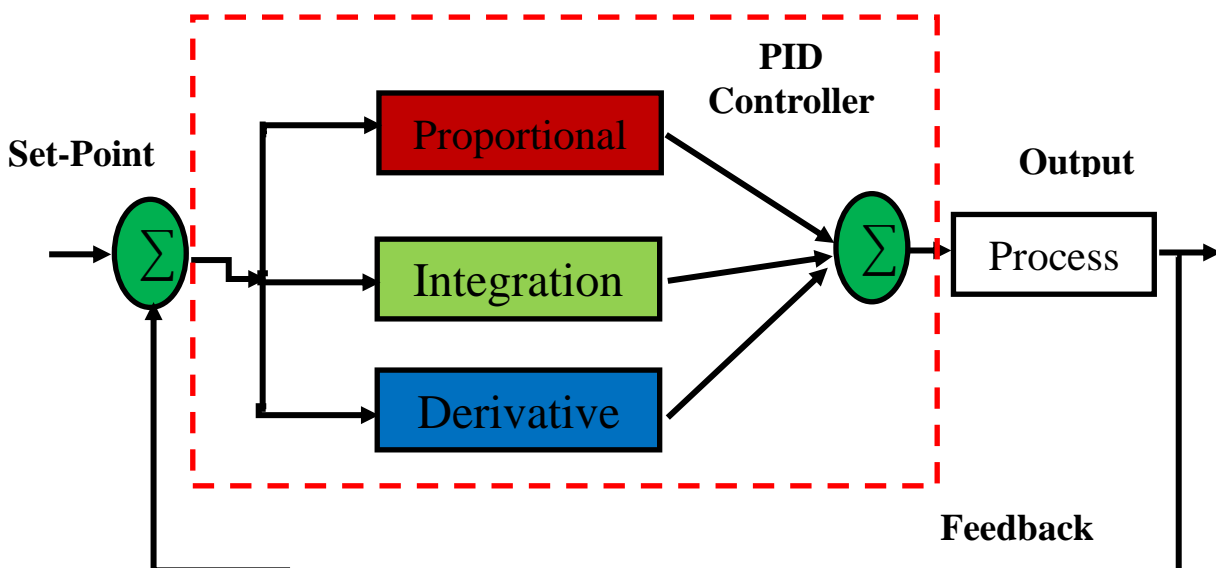 PID
Controller
Proportional
Set-Point
Output
∑
∑
Process
Integration
Derivative
Feedback